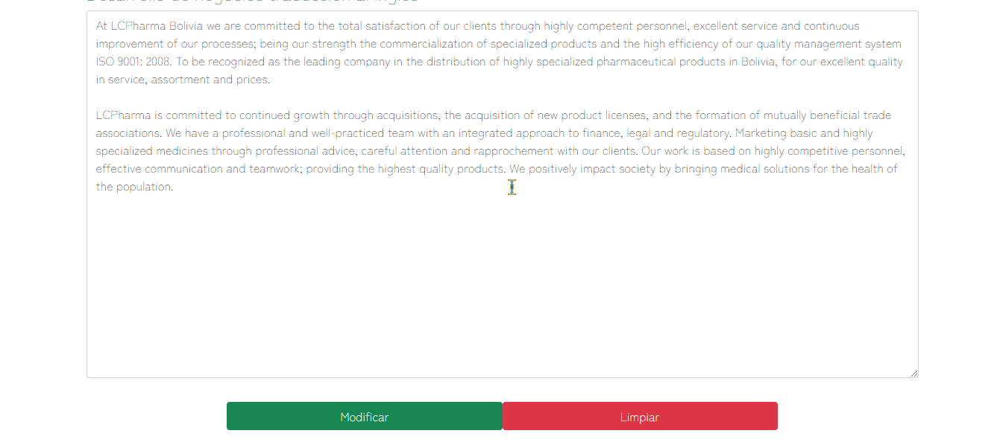 Desarrollo de negocios traducción al inglés
At LCPharma Bolivia we are committed to the total satisfaction of our clients through highly competent personnel, excellent service and continuous
improvement of our processes; being our strength the commercialization of specialized products and the high efficiency of our quality management system
ISO 9001: 2008. To be recognized as the leading company in the distribution of highly specialized pharmaceutical products in Bolivia, for our excellent quality
in service, assortment and prices.
LCPharma is committed to continued growth through acquisitions, the acquisition of new product licenses, and the formation of mutually beneficial trade
associations. We have a professional and well-practiced team with an integrated approach to finance, legal and regulatory. Marketing basic and highly
specialized medicines through professional advice, careful attention and rapprochement with our clients. Our work is based on highly competitive personnel,
effective communication and teamwork; providing the highest quality products. We positively impact society by bringing medical solutions for the health of
the population.
Modificar
Limpiar